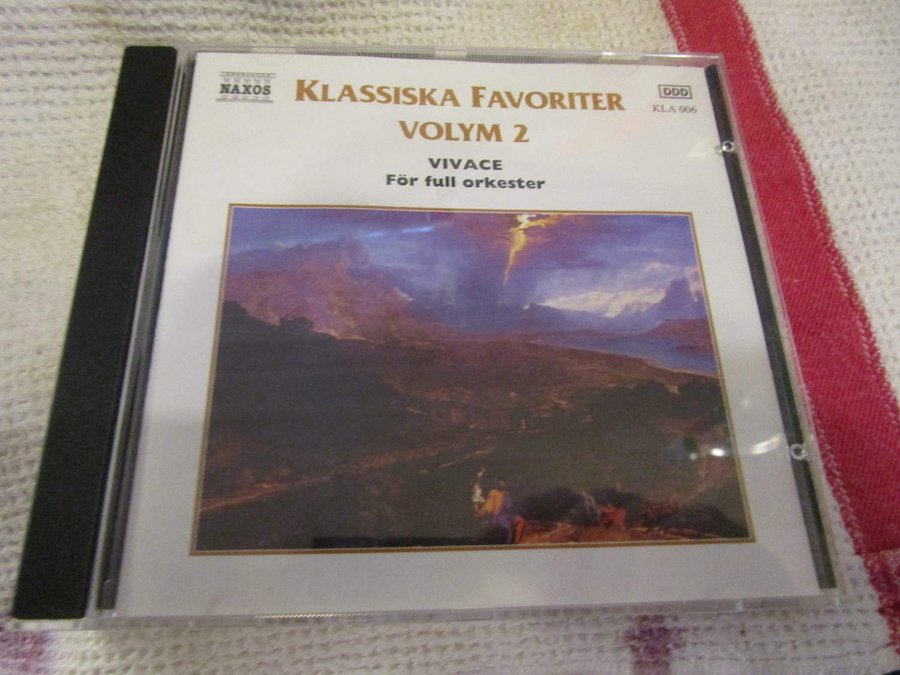 NAXOS
KLASSISKA FAVORITER
VOLYM 2
VIVACE
För full orkester
DDD
KLA 006